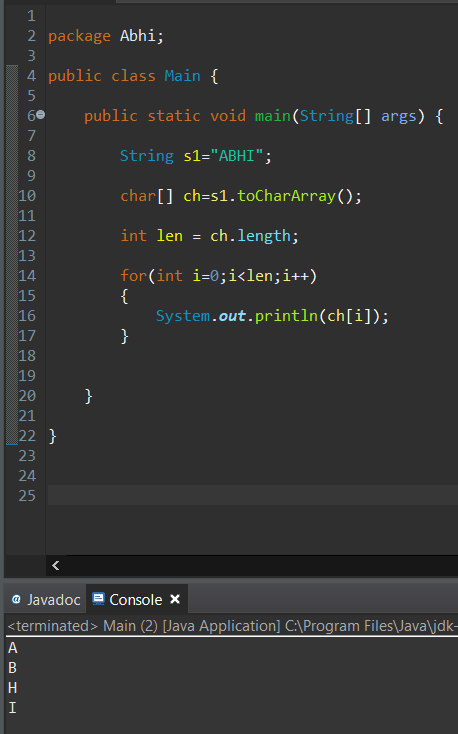 1
2 package Abhi;
3
4 public class Main {
5
6 public static void main(String[] args) {
7
8 String s1="ABHI";
9
10 char[] ch=s1.toCharArray();
11
12 int len = ch.length;
13
14 for(int i=0;i<len;i++)
15 {
16 System.out.println(ch[i]);
17 }
18
19
20 }
21
22 }
23
24
25
@ Javadoc Console
<terminated> Main (2) [Java Application] C:\Program Files\Java\jdk-
A
B
H
I